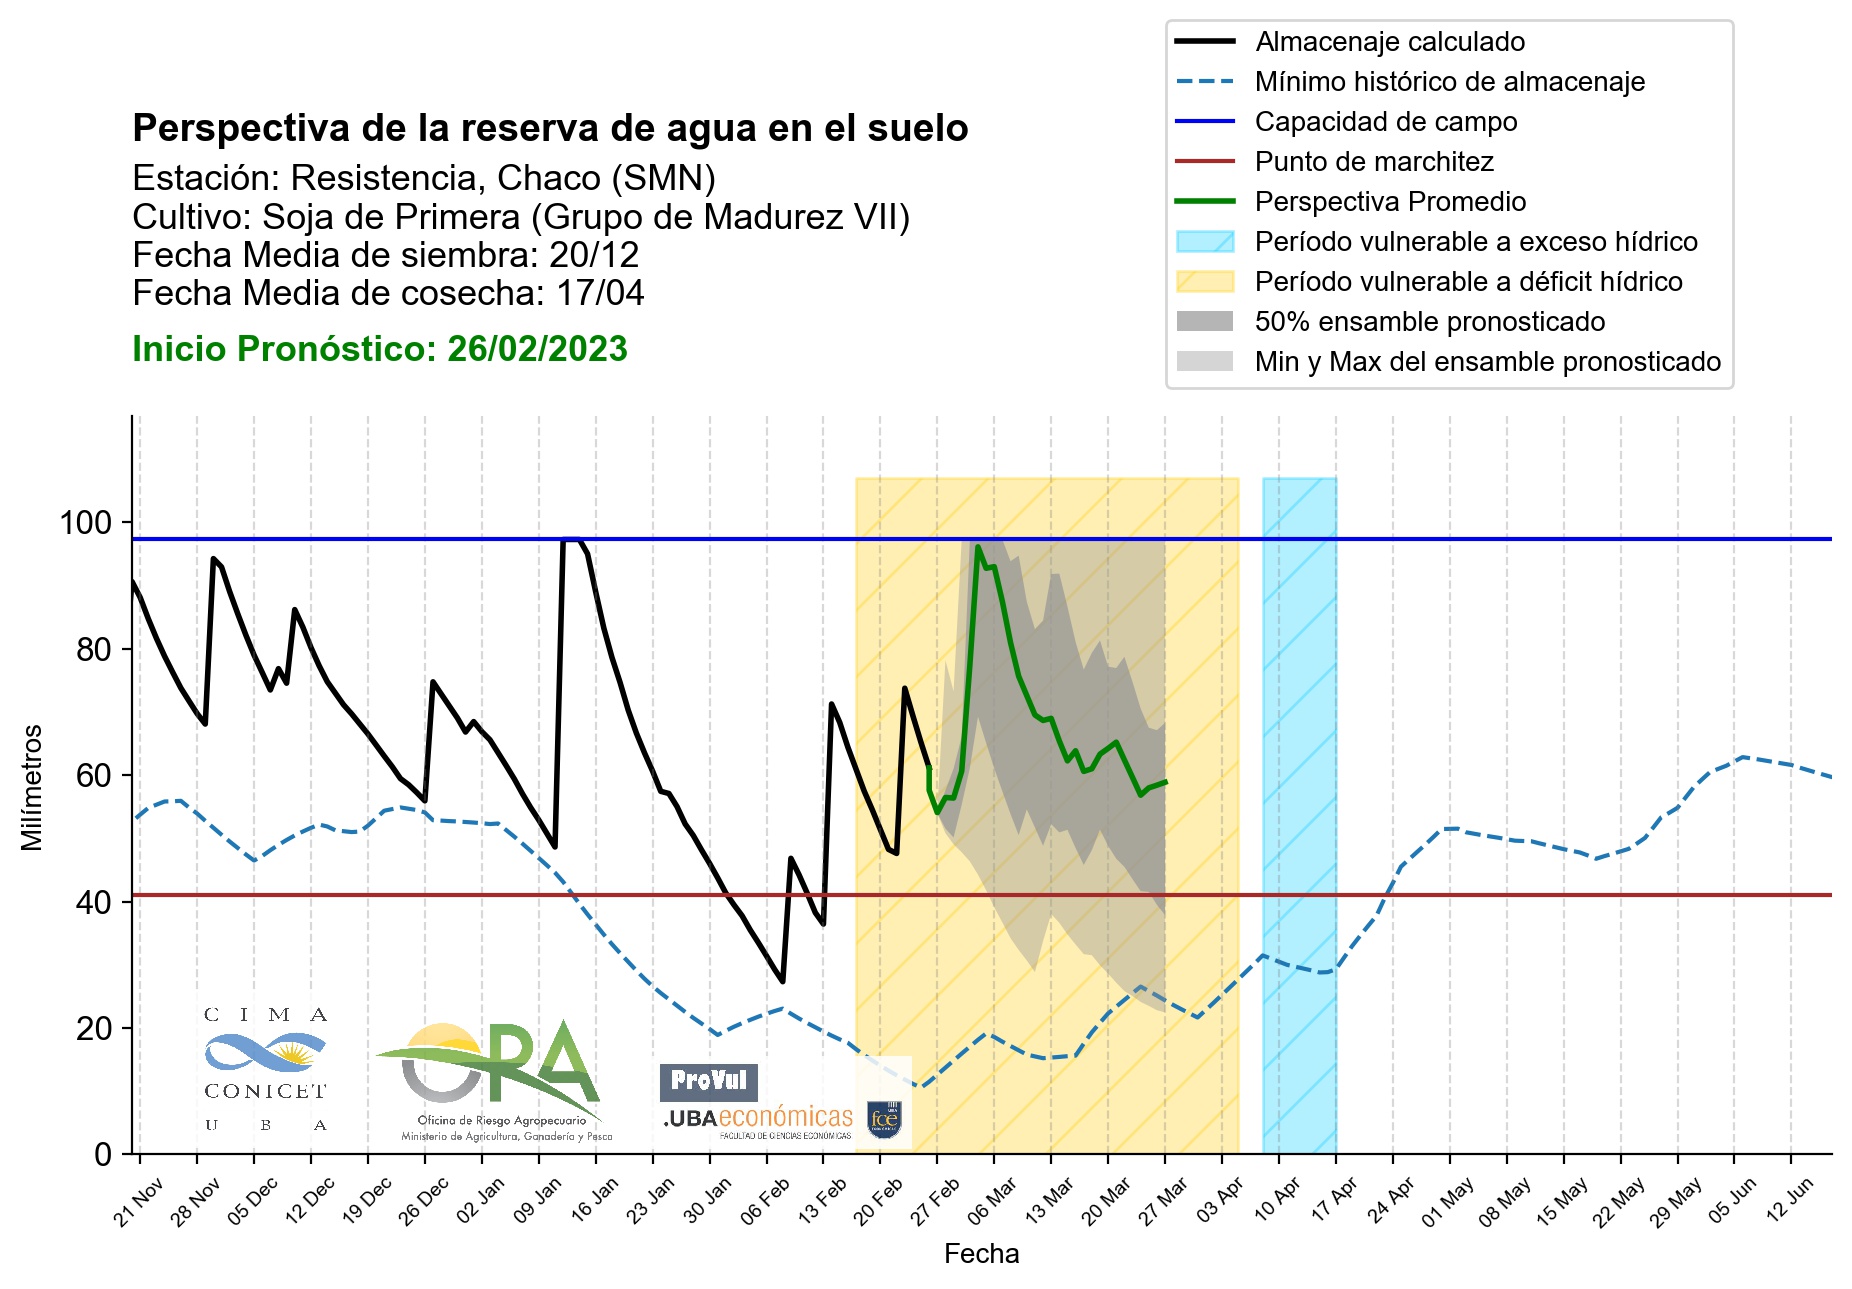 Almacenaje calculado
Mínimo histórico de almacenaje
Capacidad de campo
Punto de marchitez
Perspectiva Promedio
Período vulnerable a exceso hídrico
Período vulnerable a déficit hídrico
50% ensamble pronosticado
Min y Max del ensamble pronosticado
Perspectiva de la reserva de agua en el suelo
Estación: Resistencia, Chaco (SMN)
Cultivo: Soja de Primera (Grupo de Madurez VII)
Fecha Media de siembra: 20/12
Fecha Media de cosecha: 17/04
Inicio Pronóstico: 26/02/2023
Milímetros
100
80
60
40
20
0
CIMA
CONICET
UBA
ORA
Oficina de Riesgo Agropecuario
Ministerio de Agricultura, Ganadería y Pesca
ProVul
.UBAeconómicas
FACULTAD DE CIENCIAS ECONÓMICAS
UBA
fce
21 Nov
28 Nov
05 Dec
12 Dec
19 Dec
26 Dec
02 Jan
09 Jan
16 Jan
23 Jan
30 Jan
06 Feb
13 Feb
20 Feb
27 Feb
06 Mar
13 Mar
20 Mar
27 Mar
03 Apr
10 Apr
17 Apr
24 Apr
01 May
08 May
15 May
22 May
29 May
05 Jun
12 Jun
Fecha